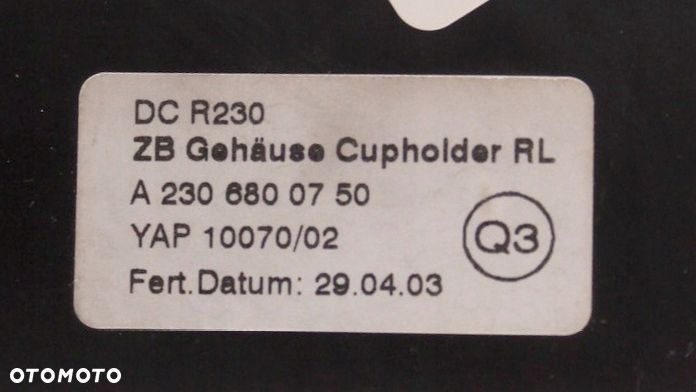 DC R230
ZB Gehäuse Cupholder RL
A 230 680 07 50
YAP 10070/02
Q3
Fert.Datum: 29.04.03
OTOMOTO